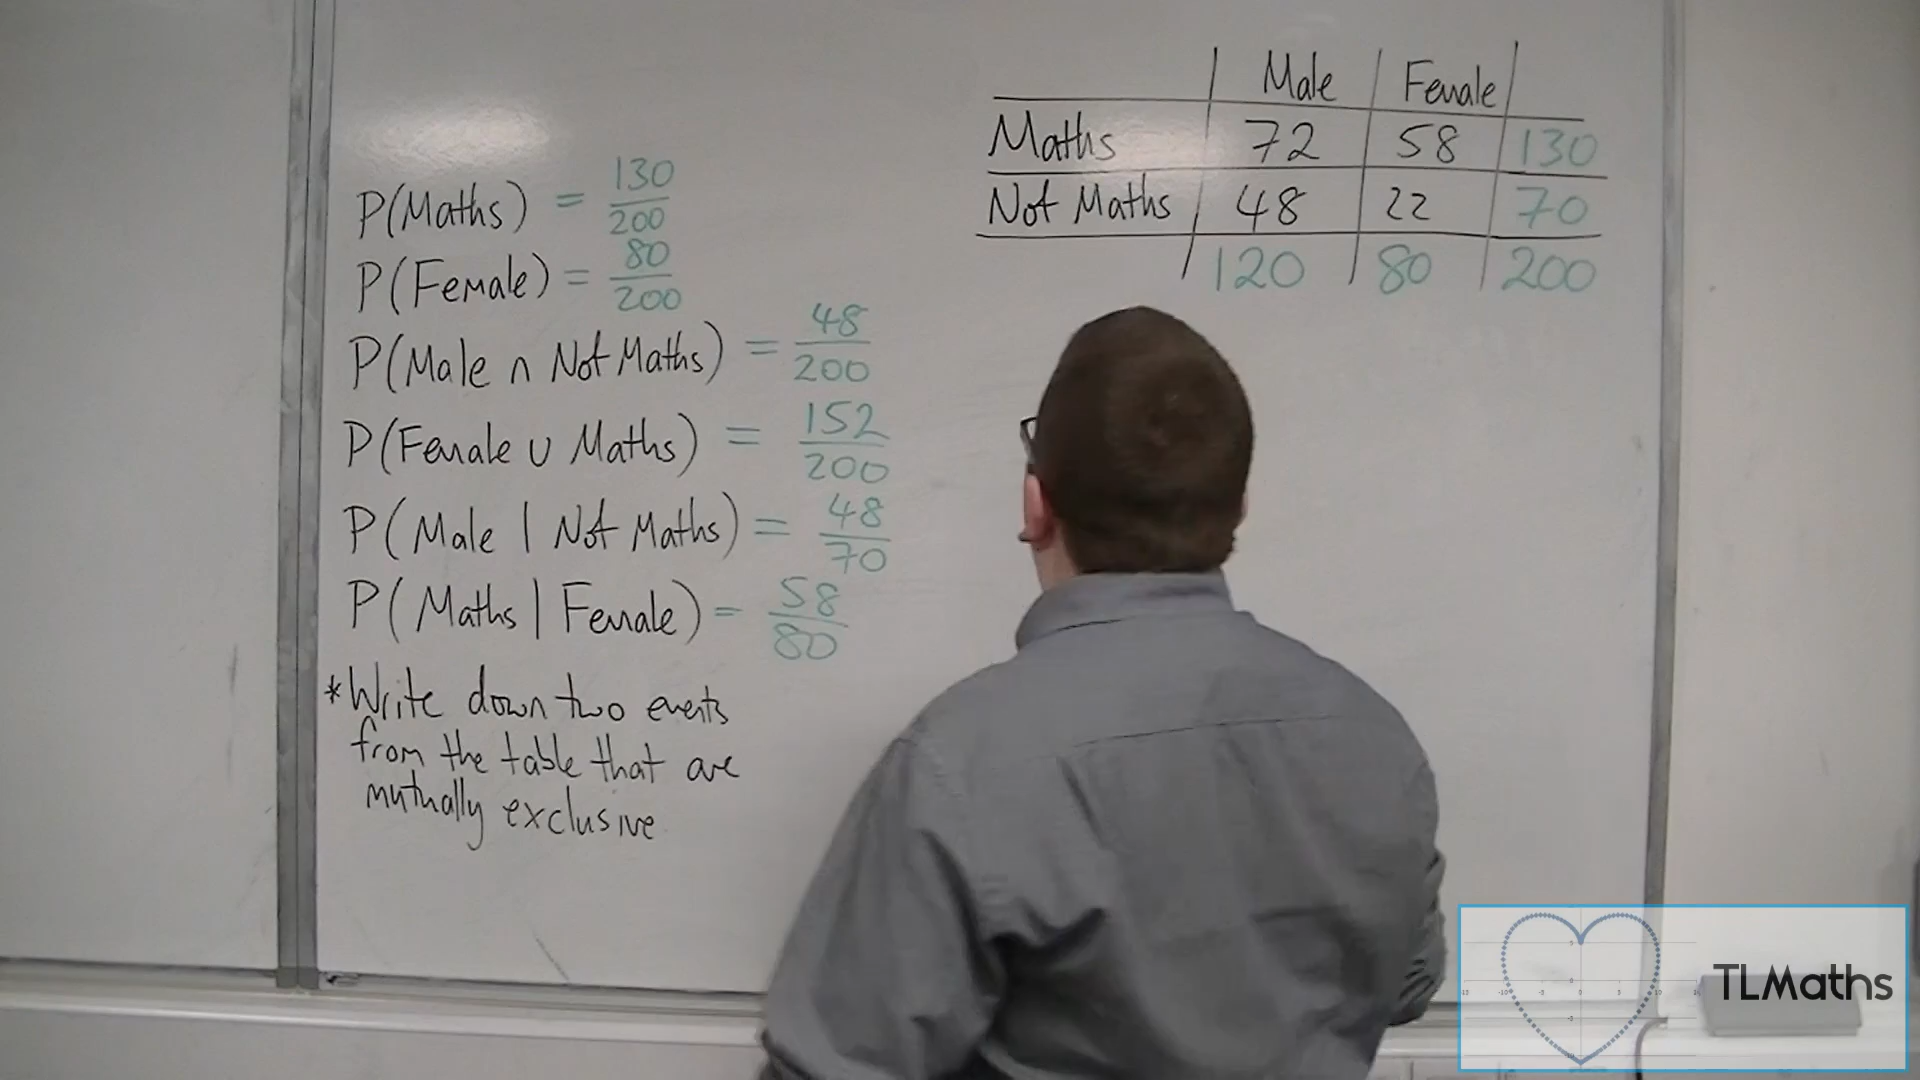 Male Female
Maths 72 58 130
Not Maths 48 22 70
120 80 200
P(Maths) = 130/200
P(Female) = 80/200
P(Male ∩ Not Maths) = 48/200
P(Female ∪ Maths) = 152/200
P(Male | Not Maths) = 48/70
P(Maths | Female) = 58/80
*Write down two events
from the table that are
mutually exclusive
TLMaths